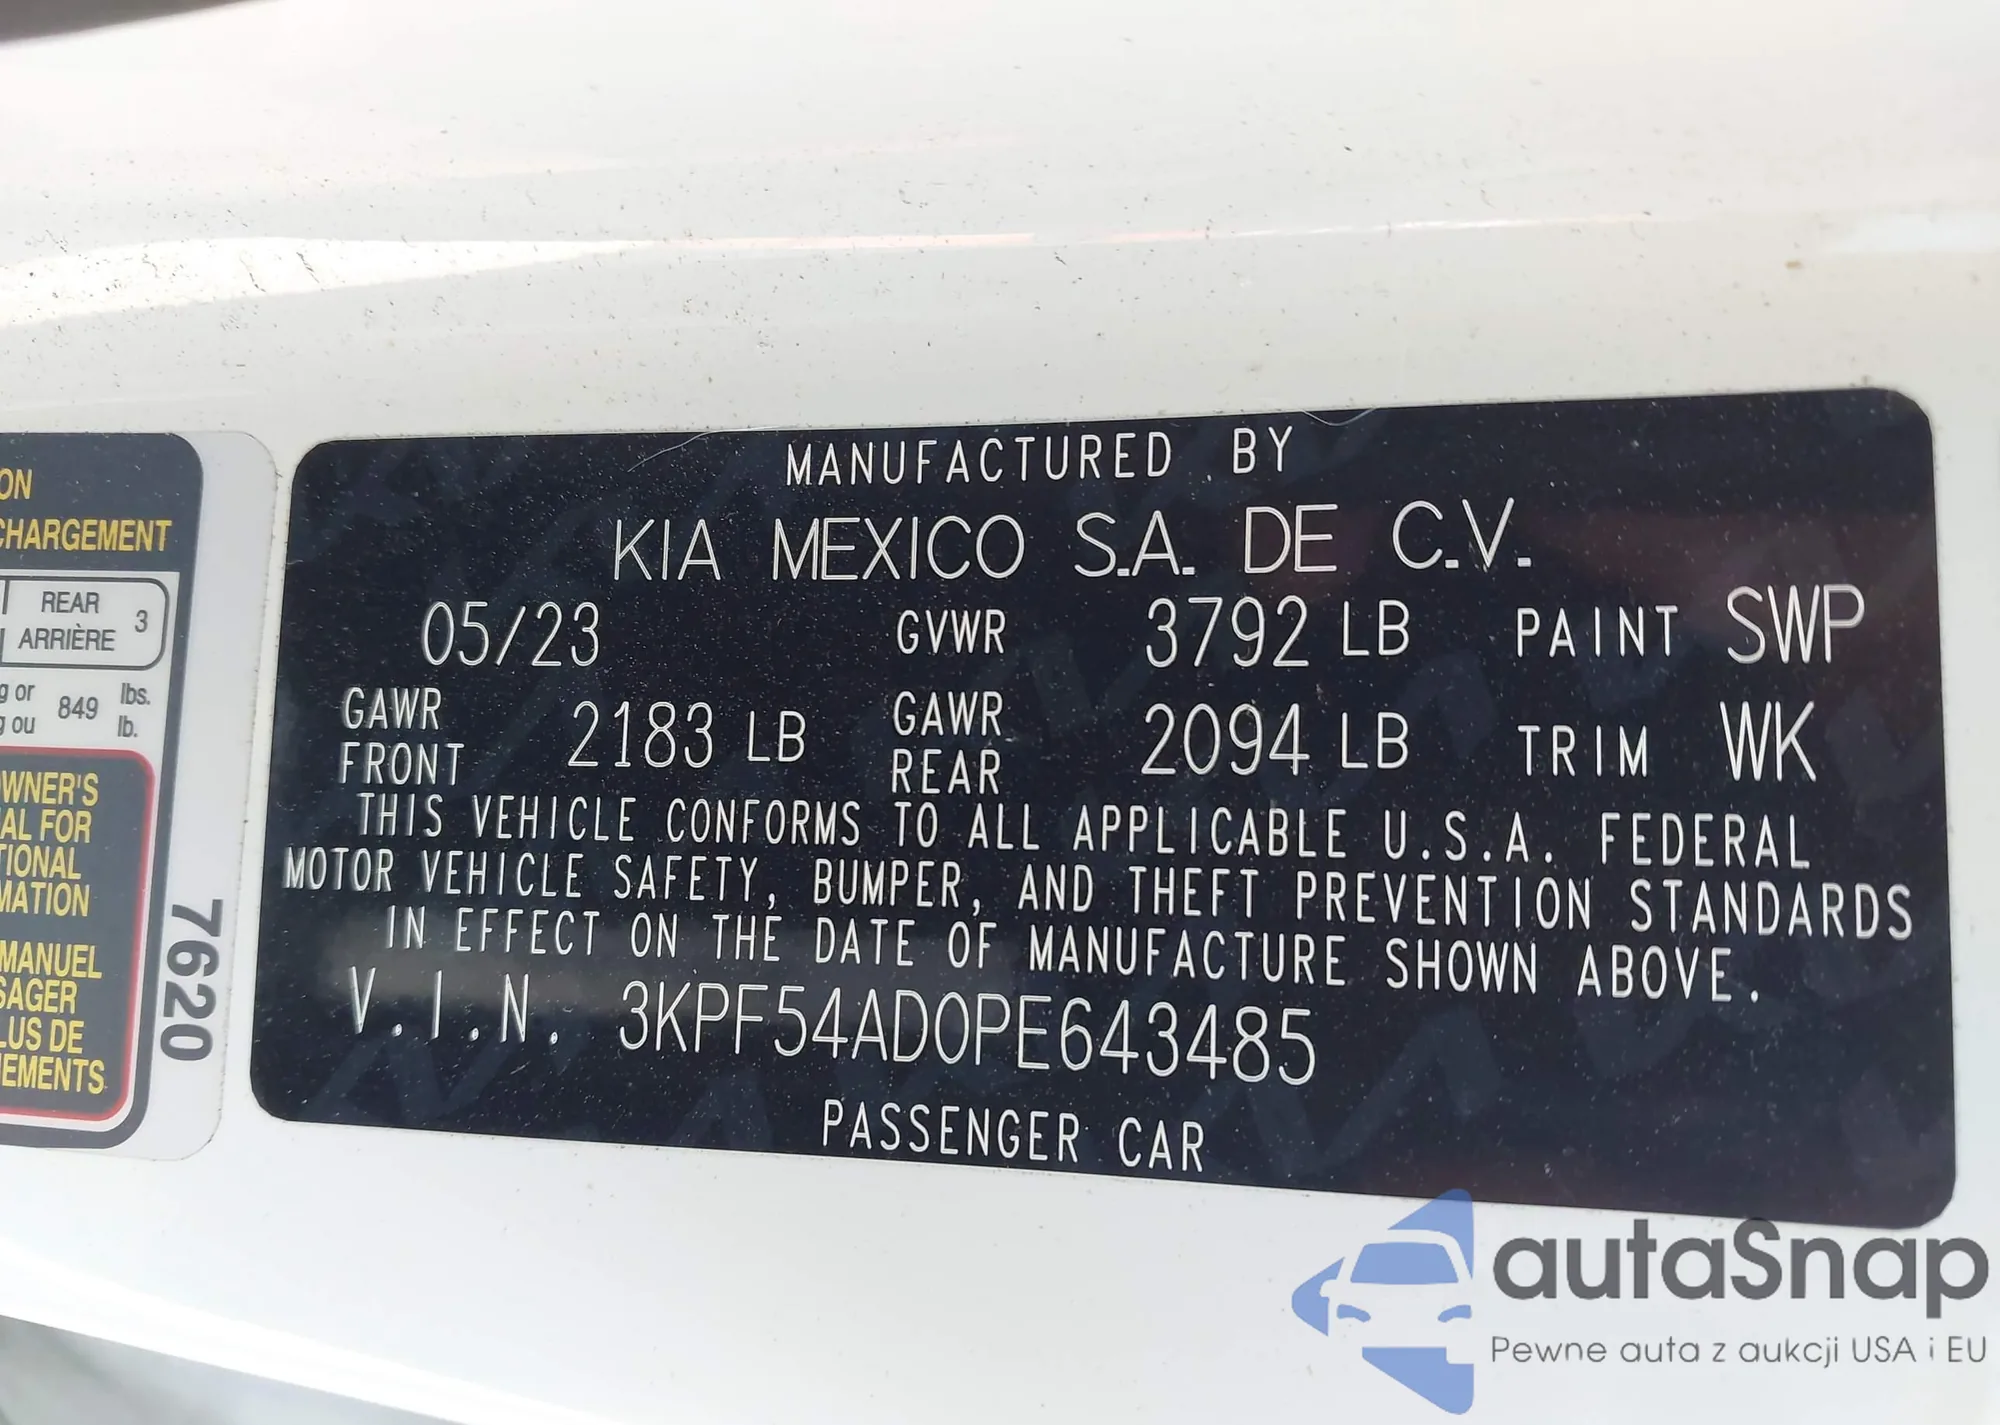 ON
CHARGEMENT
REAR
ARRIÈRE
3
g or
g ou
849
lbs.
lb.
OWNER'S
AL FOR
TIONAL
MATION
MANUEL
SAGER
LUS DE
EMENTS
7620
MANUFACTURED BY
KIA MEXICO S.A. DE C.V.
05/23 GVWR 3792 LB PAINT SWP
GAWR FRONT 2183 LB GAWR REAR 2094 LB TRIM WK
THIS VEHICLE CONFORMS TO ALL APPLICABLE U.S.A. FEDERAL
MOTOR VEHICLE SAFETY, BUMPER, AND THEFT PREVENTION STANDARDS
IN EFFECT ON THE DATE OF MANUFACTURE SHOWN ABOVE.
V.I.N. 3KPF54AD0PE643485
PASSENGER CAR
autaSnap
Pewne auta z aukcji USA i EU